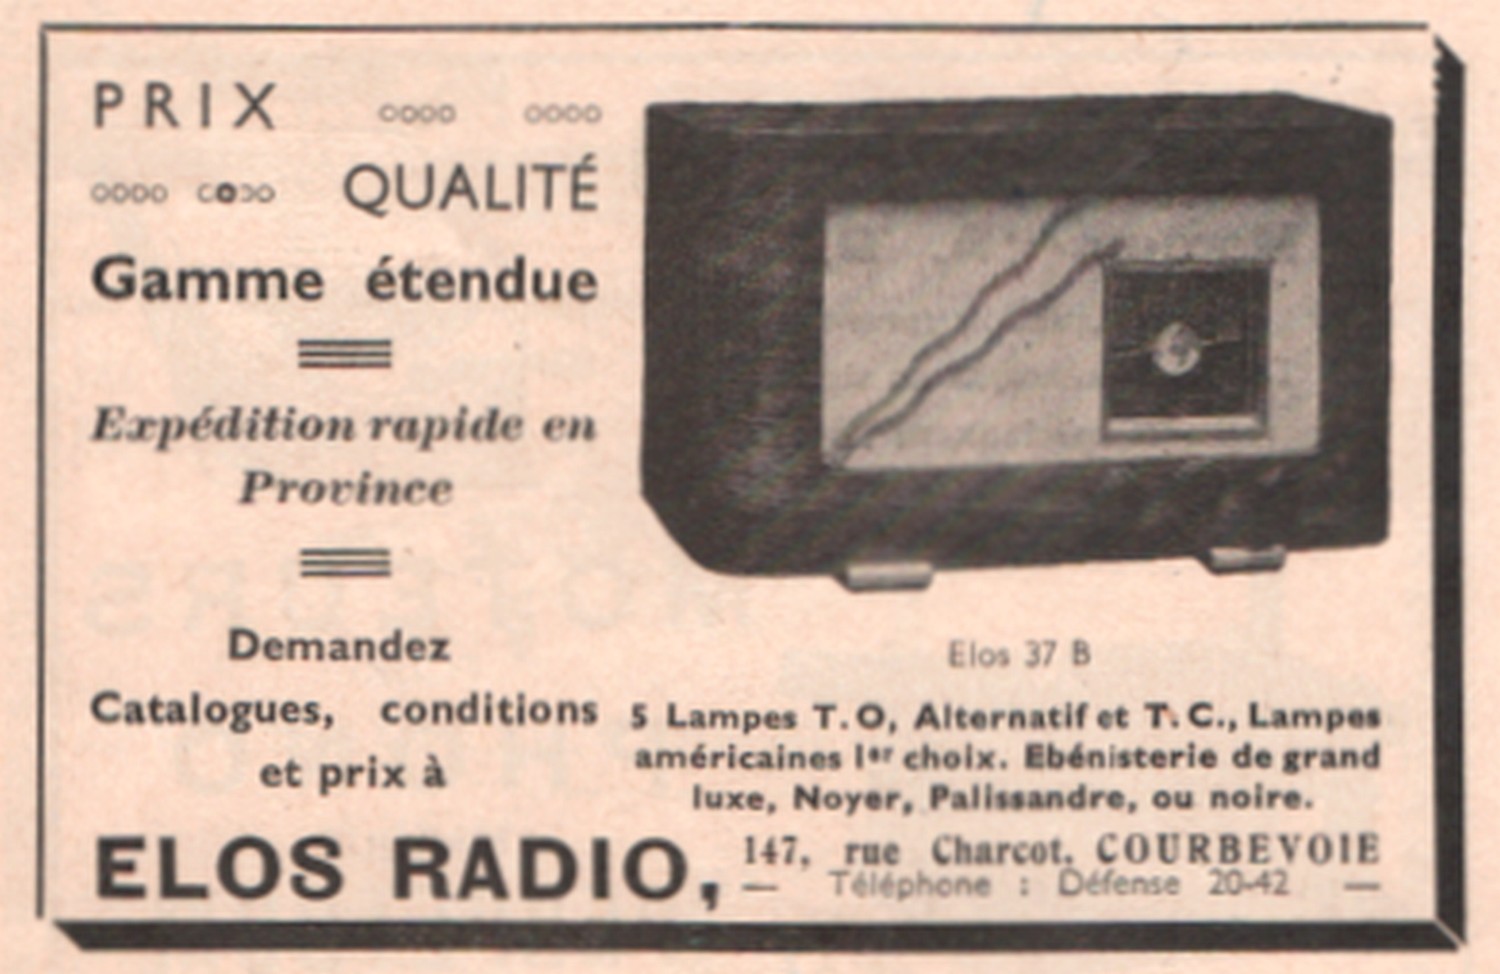 PRIX
QUALITÉ
Gamme étendue
Expédition rapide en
Province
Demandez
Catalogues, conditions
et prix à
Elos 37 B
5 Lampes T.O, Alternatif et T.C., Lampes
américaines 1er choix. Ebénisterie de grand
luxe, Noyer, Palissandre, ou noire.
ELOS RADIO,
147, rue Charcot, COURBEVOIE
— Téléphone : Défense 20-42 —